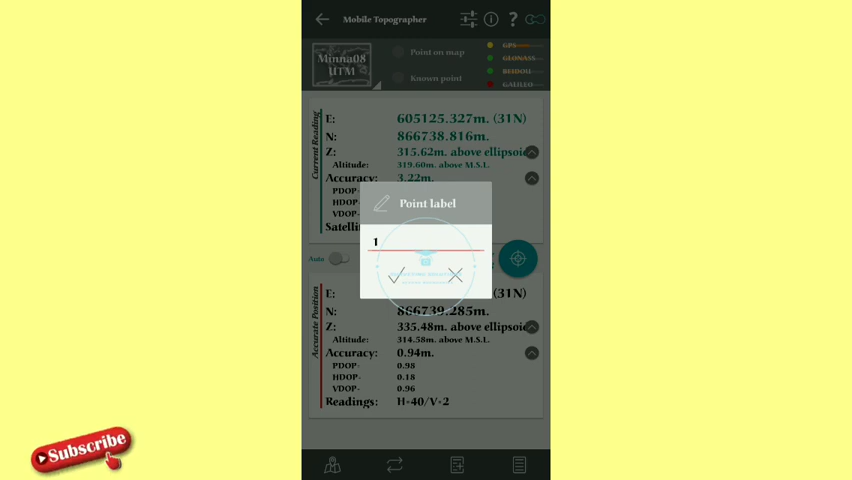 Mobile Topographer
Minna08
UTM
Point on map
Known point
GPS
GLONASS
BEIDOU
GALILEO
Current Reading
E: 605125.327m. (31N)
N: 866738.816m.
Z: 315.62m. above ellipsoid
Altitude: 319.60m. above M.S.L.
Accuracy: 3.22m.
PDOP-
HDOP-
VDOP-
Point label
1
Auto
Accurate Position
E: (31N)
N: 866739.285m.
Z: 335.48m. above ellipsoid
Altitude: 314.58m. above M.S.L.
Accuracy: 0.94m.
PDOP- 0.98
HDOP- 0.18
VDOP- 0.96
Readings: H-40/V-2
Subscribe